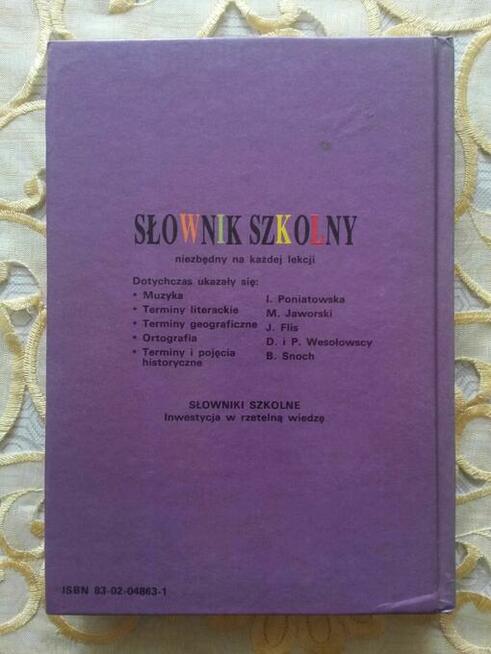 SŁOWNIK SZKOLNY
niezbędny na każdej lekcji
Dotychczas ukazały się:
• Muzyka I. Poniatowska
• Terminy literackie M. Jaworski
• Terminy geograficzne J. Flis
• Ortografia D. i P. Wesołowscy
• Terminy i pojęcia B. Snoch
historyczne
SŁOWNIKI SZKOLNE
Inwestycja w rzetelną wiedzę
ISBN 83-02-04863-1